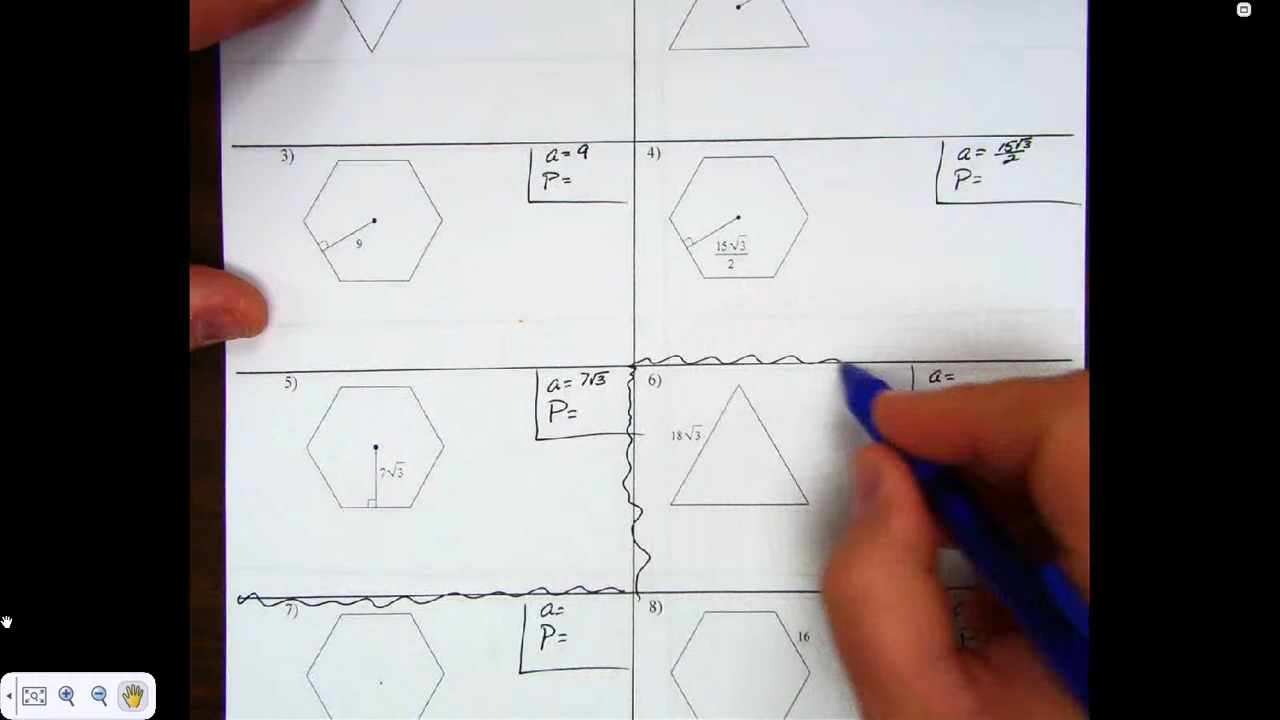 3)
a = 9
P =
9
4)
a = 15√3/2
P =
15√3/2
5)
a = 7√3
P =
7√3
6)
a =
18√3
7)
a =
P =
8)
16